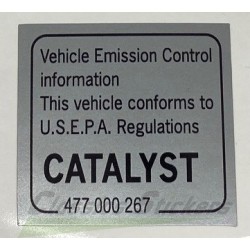 Vehicle Emission Control
information
This vehicle conforms to
U.S.E.P.A. Regulations
CATALYST
477 000 267